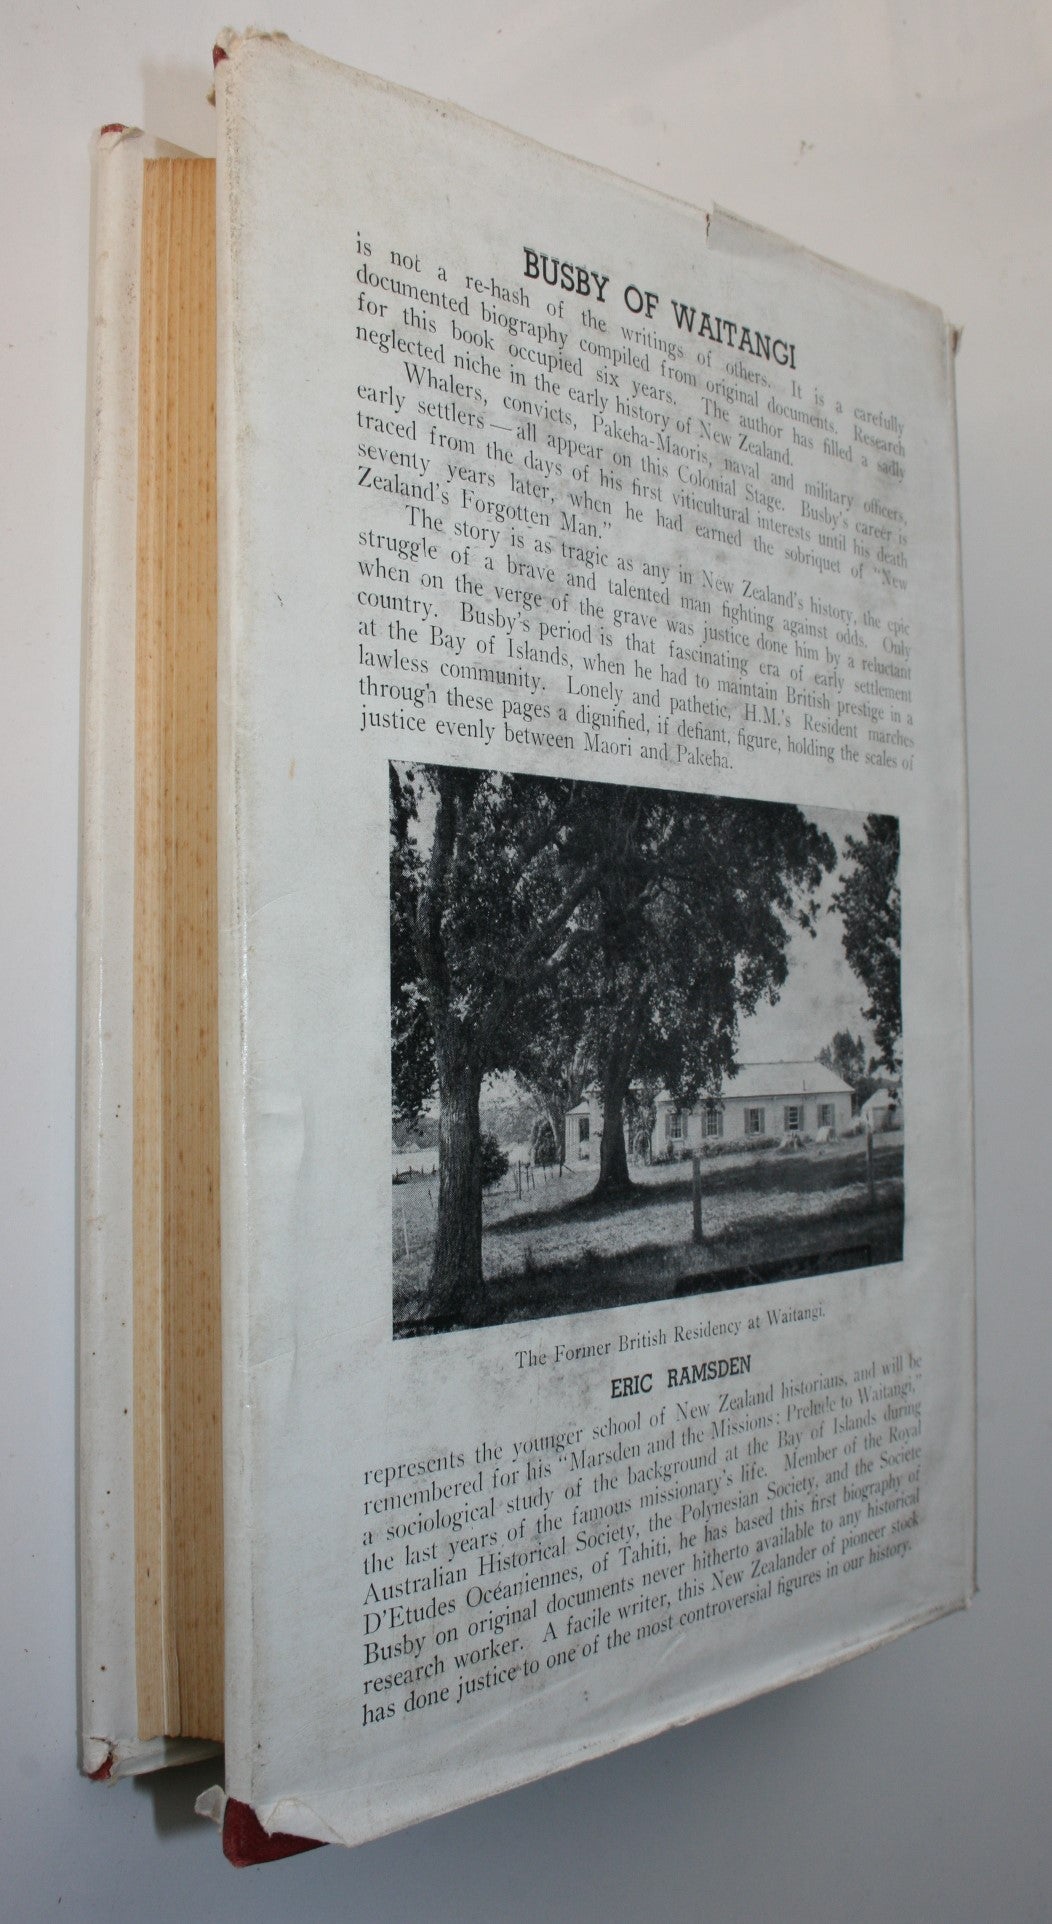 BUSBY OF WAITANGI
is not a re-hash of the writings of others. It is a carefully
documented biography compiled from original documents. Research
for this book occupied six years. The author has filled a sadly
neglected niche in the early history of New Zealand.
Whalers, convicts, Pakeha-Maoris, naval and military officers,
early settlers — all appear on this Colonial Stage. Busby's career is
traced from the days of his first viticultural interests until his death
seventy years later, when he had earned the sobriquet of "New
Zealand's Forgotten Man."
The story is as tragic as any in New Zealand's history, the epic
struggle of a brave and talented man fighting against odds. Only
when on the verge of the grave was justice done him by a reluctant
country. Busby's period is that fascinating era of early settlement
at the Bay of Islands, when he had to maintain British prestige in a
lawless community. Lonely and pathetic, H.M.'s Resident marches
through these pages a dignified, if defiant, figure, holding the scales of
justice evenly between Maori and Pakeha.
The Former British Residency at Waitangi.
ERIC RAMSDEN
represents the younger school of New Zealand historians, and will be
remembered for his "Marsden and the Missions: Prelude to Waitangi,"
a sociological study of the background at the Bay of Islands during
the last years of the famous missionary's life. Member of the Royal
Australian Historical Society, the Polynesian Society, and the Societe
D'Etudes Océaniennes, of Tahiti, he has based this first biography of
Busby on original documents never hitherto available to any historical
research worker. A facile writer, this New Zealander of pioneer stock
has done justice to one of the most controversial figures in our history.